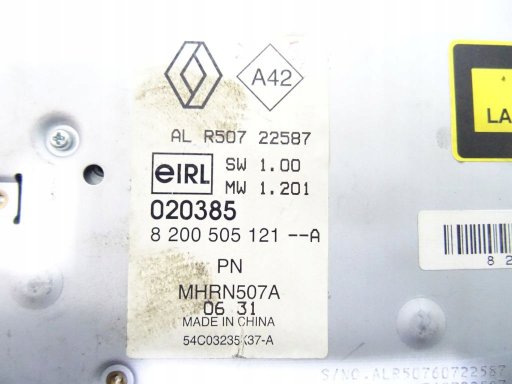 A42
AL R507 22587
eIRL
SW 1.00
MW 1.201
020385
8 200 505 121 --A
PN
MHRN507A
06 31
MADE IN CHINA
54C03235X37-A
LA
8 2
S/NO.ALR50760722587